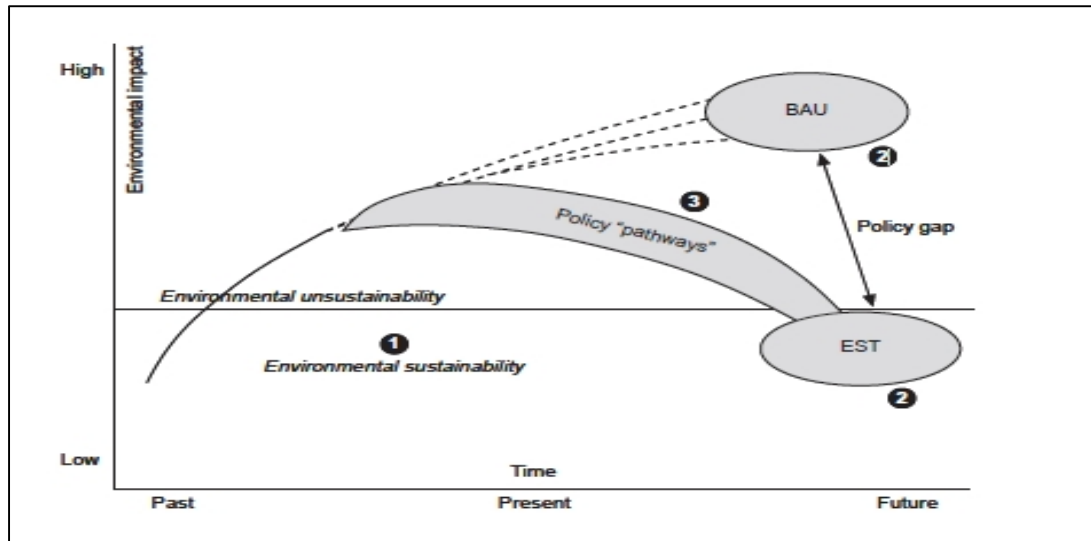 High
Environmental impact
BAU
2
3
Policy "pathways"
Policy gap
Environmental unsustainability
1
Environmental sustainability
EST
2
Low
Time
Past
Present
Future